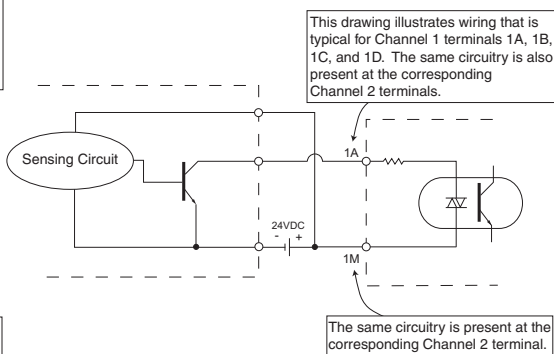 This drawing illustrates wiring that is
typical for Channel 1 terminals 1A, 1B,
1C, and 1D. The same circuitry is also
present at the corresponding
Channel 2 terminals.
1A
Sensing Circuit
24VDC
- +
1M
The same circuitry is present at the
corresponding Channel 2 terminal.